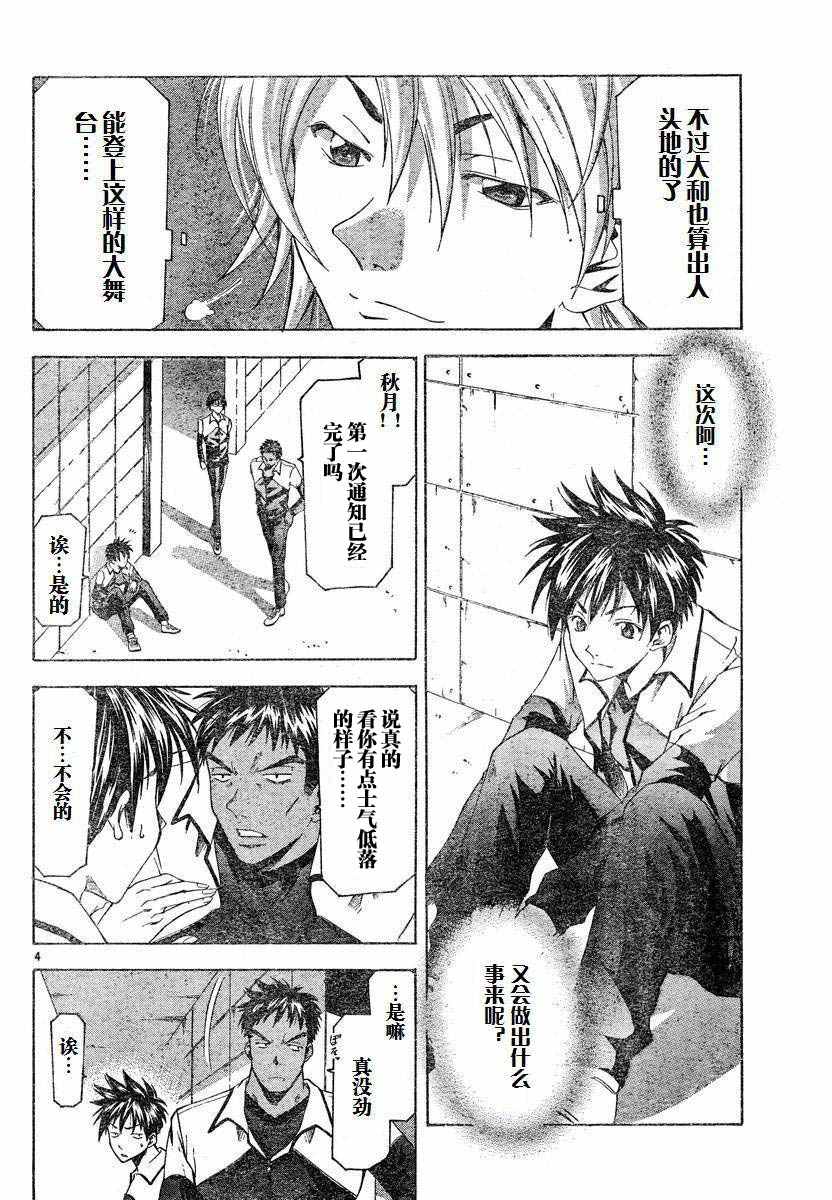 不过大和也算出人
头地的了
能登上这样的大舞
台……
这次阿…
又会做出什么
事来呢?
秋月!!
第一次通知已经
完了吗
诶…是的
说真的
看你有点士气低落
的样子……
不…不会的
4
…是嘛
真没劲
ぼそ
诶…